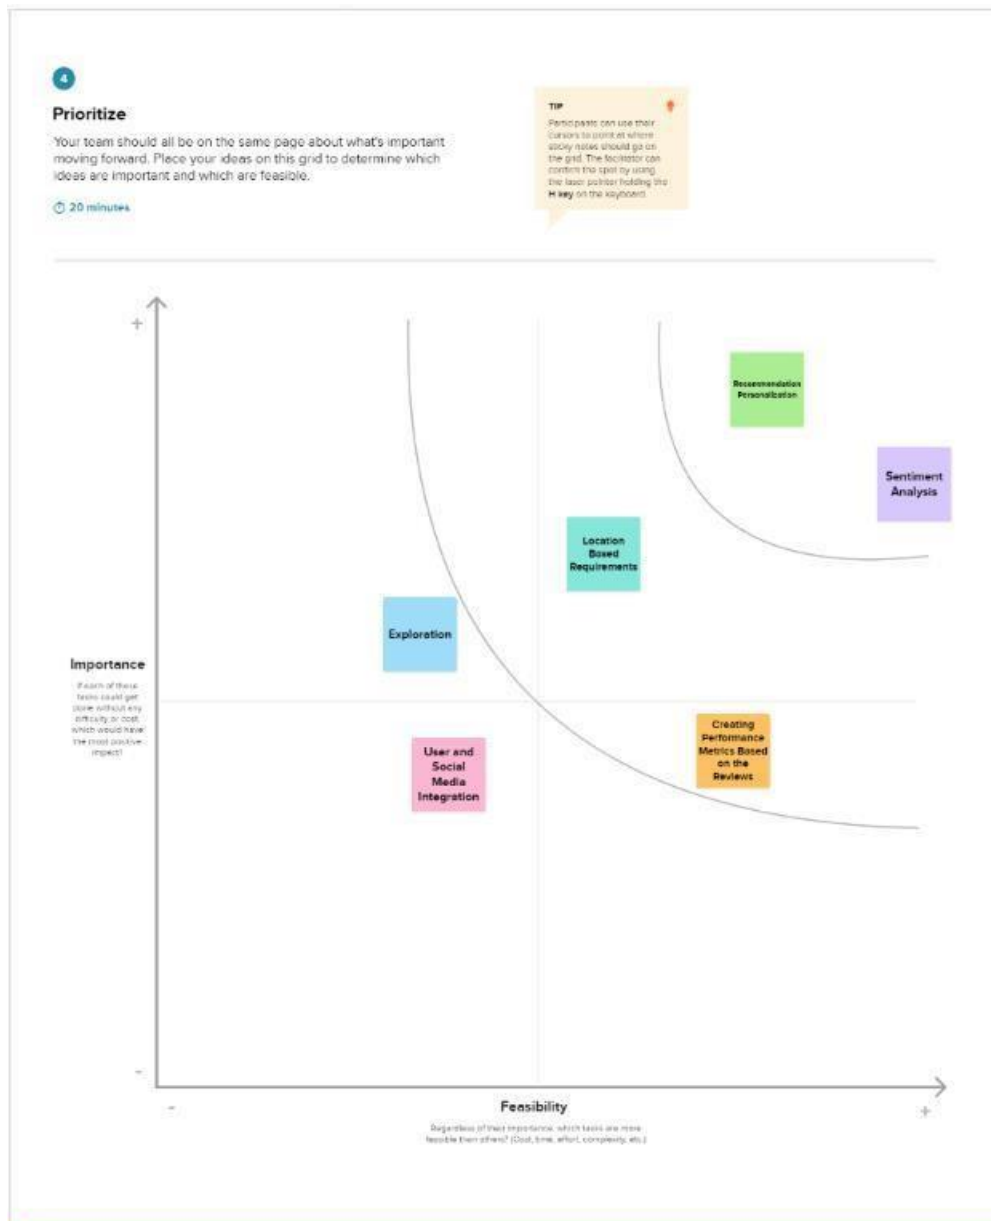 4
Prioritize
Your team should all be on the same page about what's important
moving forward. Place your ideas on this grid to determine which
ideas are important and which are feasible.
20 minutes
TIP
Participants can use their
cursors to point at where
sticky notes should go on
the grid. The facilitator can
confirm the spot by using
the laser pointer holding the
H key on the keyboard.
+
Recommendation
Personalization
Sentiment
Analysis
Location
Based
Requirements
Exploration
Importance
If each of these
tasks could get
done without any
difficulty or cost,
which would have
the most positive
impact?
Creating
Performance
Metrics Based
on the
Reviews
User and
Social
Media
Integration
-
-
Feasibility
+
Regardless of their importance, which tasks are more
feasible than others? (Cost, time, effort, complexity, etc.)